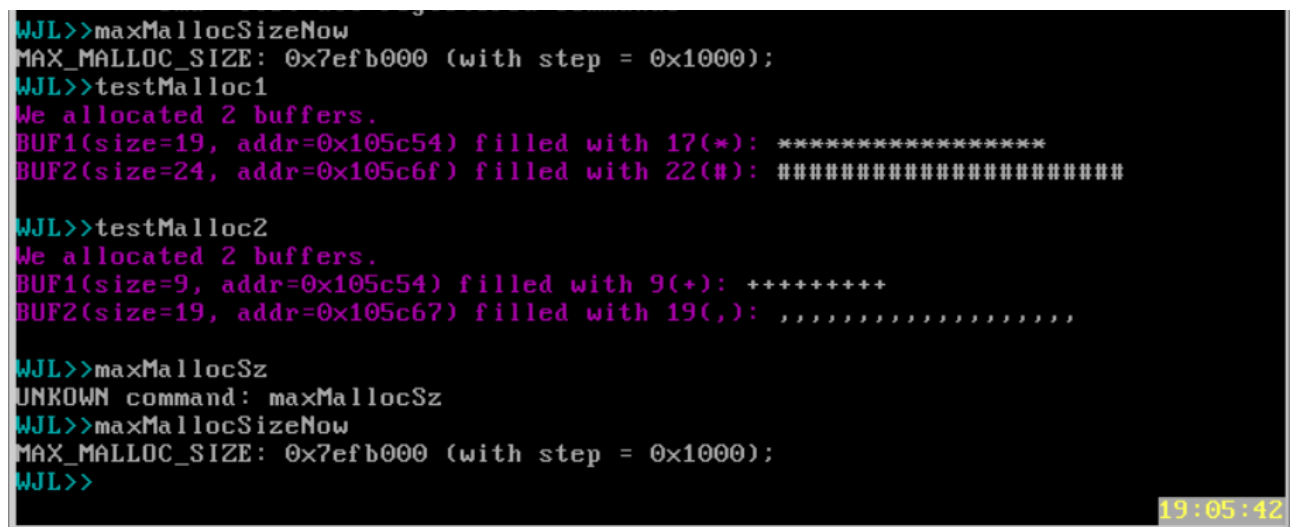 WJL>>maxMallocSizeNow
MAX_MALLOC_SIZE: 0x7efb000 (with step = 0x1000);
WJL>>testMalloc1
We allocated 2 buffers.
BUF1(size=19, addr=0x105c54) filled with 17(*): *****************
BUF2(size=24, addr=0x105c6f) filled with 22(#): ######################
WJL>>testMalloc2
We allocated 2 buffers.
BUF1(size=9, addr=0x105c54) filled with 9(+): +++++++++
BUF2(size=19, addr=0x105c67) filled with 19(,): ,,,,,,,,,,,,,,,,,,,
WJL>>maxMallocSz
UNKOWN command: maxMallocSz
WJL>>maxMallocSizeNow
MAX_MALLOC_SIZE: 0x7efb000 (with step = 0x1000);
WJL>>
19:05:42